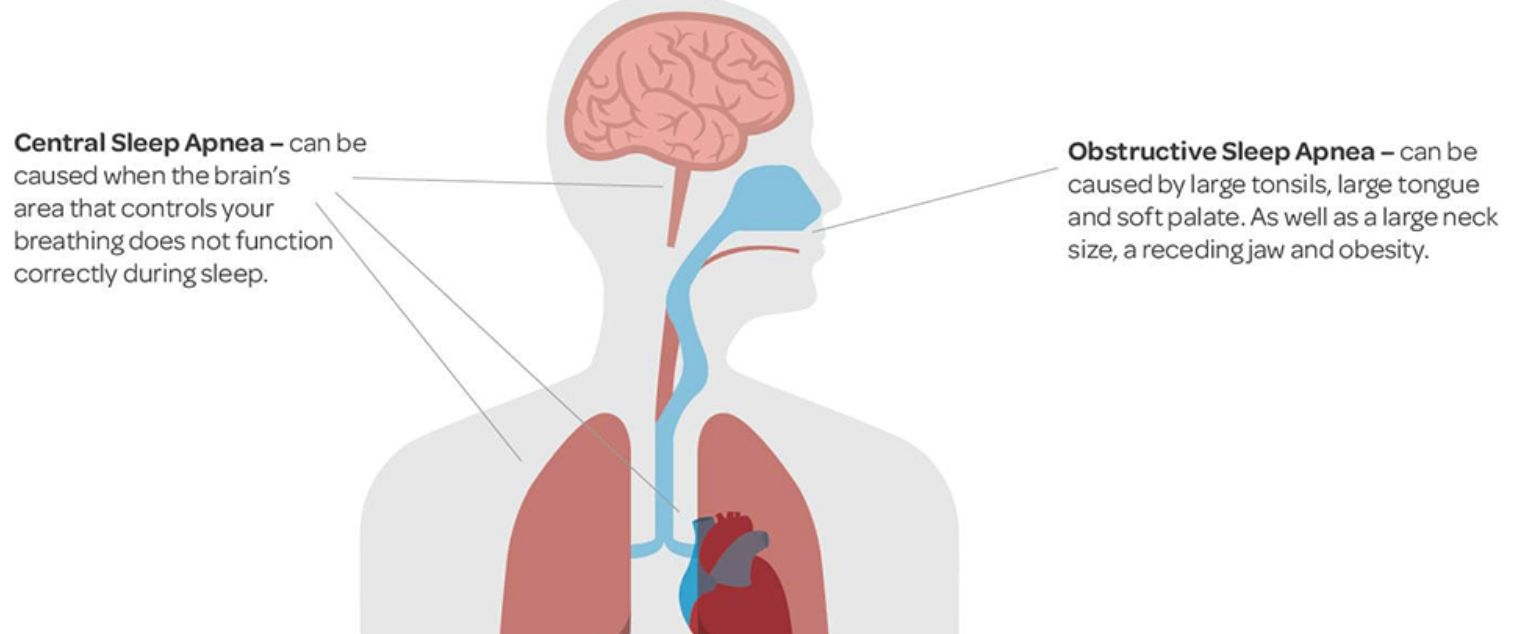 Central Sleep Apnea – can be
caused when the brain's
area that controls your
breathing does not function
correctly during sleep.
Obstructive Sleep Apnea – can be
caused by large tonsils, large tongue
and soft palate. As well as a large neck
size, a receding jaw and obesity.